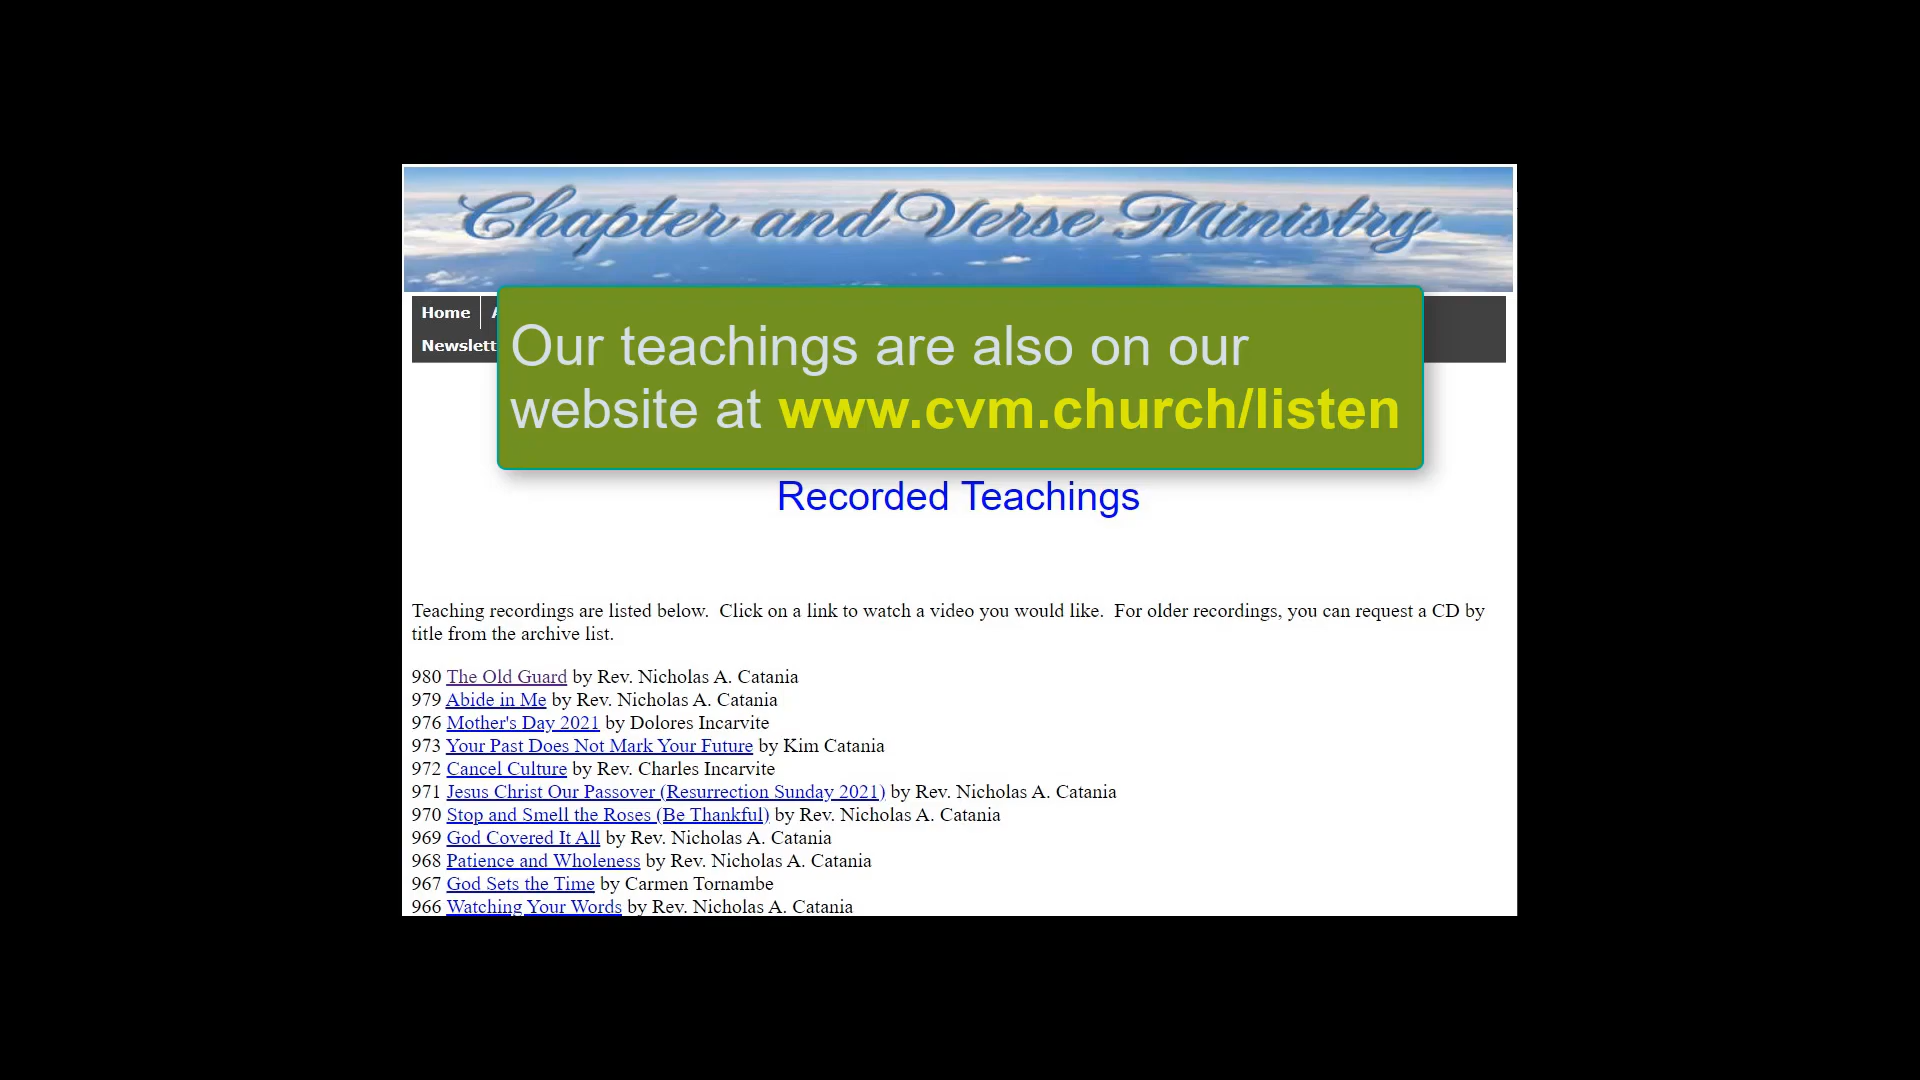 Chapter and Verse Ministry
Home
Our teachings are also on our
website at www.cvm.church/listen
Recorded Teachings
Teaching recordings are listed below.  Click on a link to watch a video you would like.  For older recordings, you can request a CD by
title from the archive list.
980 The Old Guard by Rev. Nicholas A. Catania
979 Abide in Me by Rev. Nicholas A. Catania
976 Mother's Day 2021 by Dolores Incarvite
973 Your Past Does Not Mark Your Future by Kim Catania
972 Cancel Culture by Rev. Charles Incarvite
971 Jesus Christ Our Passover (Resurrection Sunday 2021) by Rev. Nicholas A. Catania
970 Stop and Smell the Roses (Be Thankful) by Rev. Nicholas A. Catania
969 God Covered It All by Rev. Nicholas A. Catania
968 Patience and Wholeness by Rev. Nicholas A. Catania
967 God Sets the Time by Carmen Tornambe
966 Watching Your Words by Rev. Nicholas A. Catania